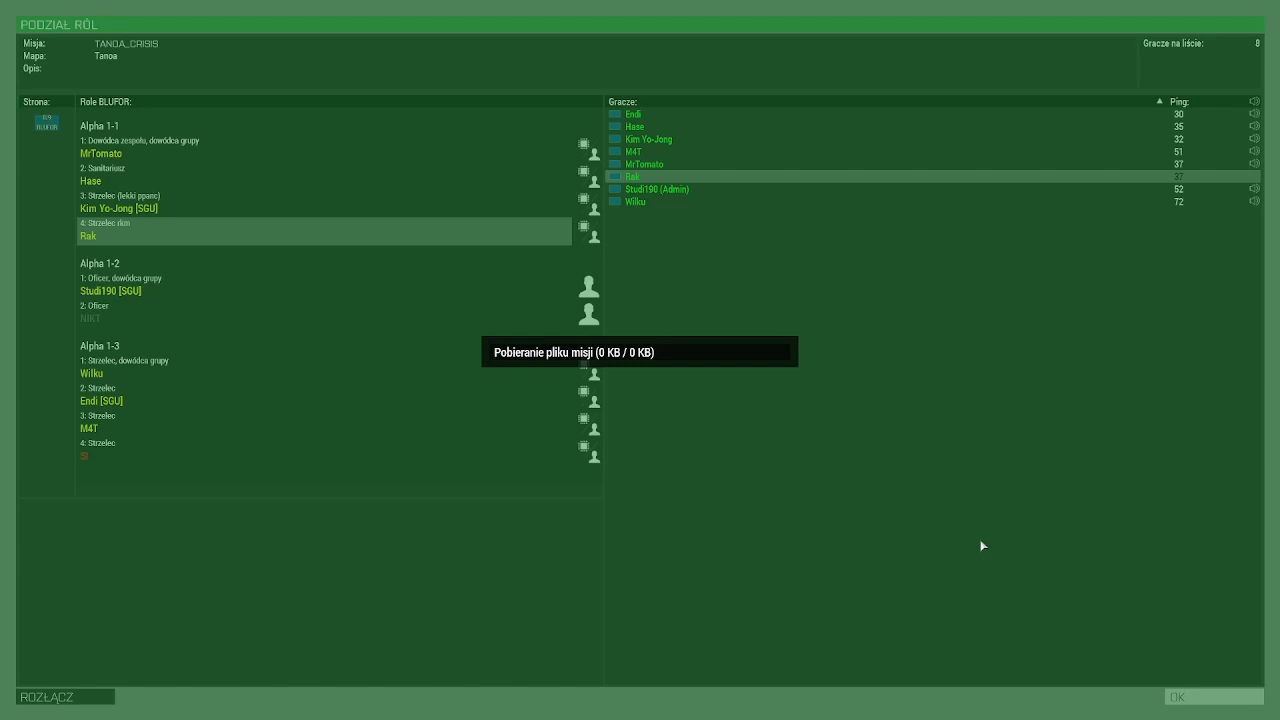 PODZIAŁ RÓL
Misja: TANOA_CRISIS
Mapa: Tanoa
Opis:
Gracze na liście: 8
Strona:
8/9
BLUFOR
Role BLUFOR:
Alpha 1-1
1: Dowódca zespołu, dowódca grupy
MrTomato
2: Sanitariusz
Hase
3: Strzelec (lekki ppanc)
Kim Yo-Jong [SGU]
4: Strzelec rkm
Rak
Alpha 1-2
1: Oficer, dowódca grupy
Studi190 [SGU]
2: Oficer
NIKT
Alpha 1-3
1: Strzelec, dowódca grupy
Wilku
2: Strzelec
Endi [SGU]
3: Strzelec
M4T
4: Strzelec
SI
Gracze: Ping:
Endi 30
Hase 35
Kim Yo-Jong 32
M4T 51
MrTomato 37
Rak 37
Studi190 (Admin) 52
Wilku 72
Pobieranie pliku misji (0 KB / 0 KB)
ROZŁĄCZ
OK